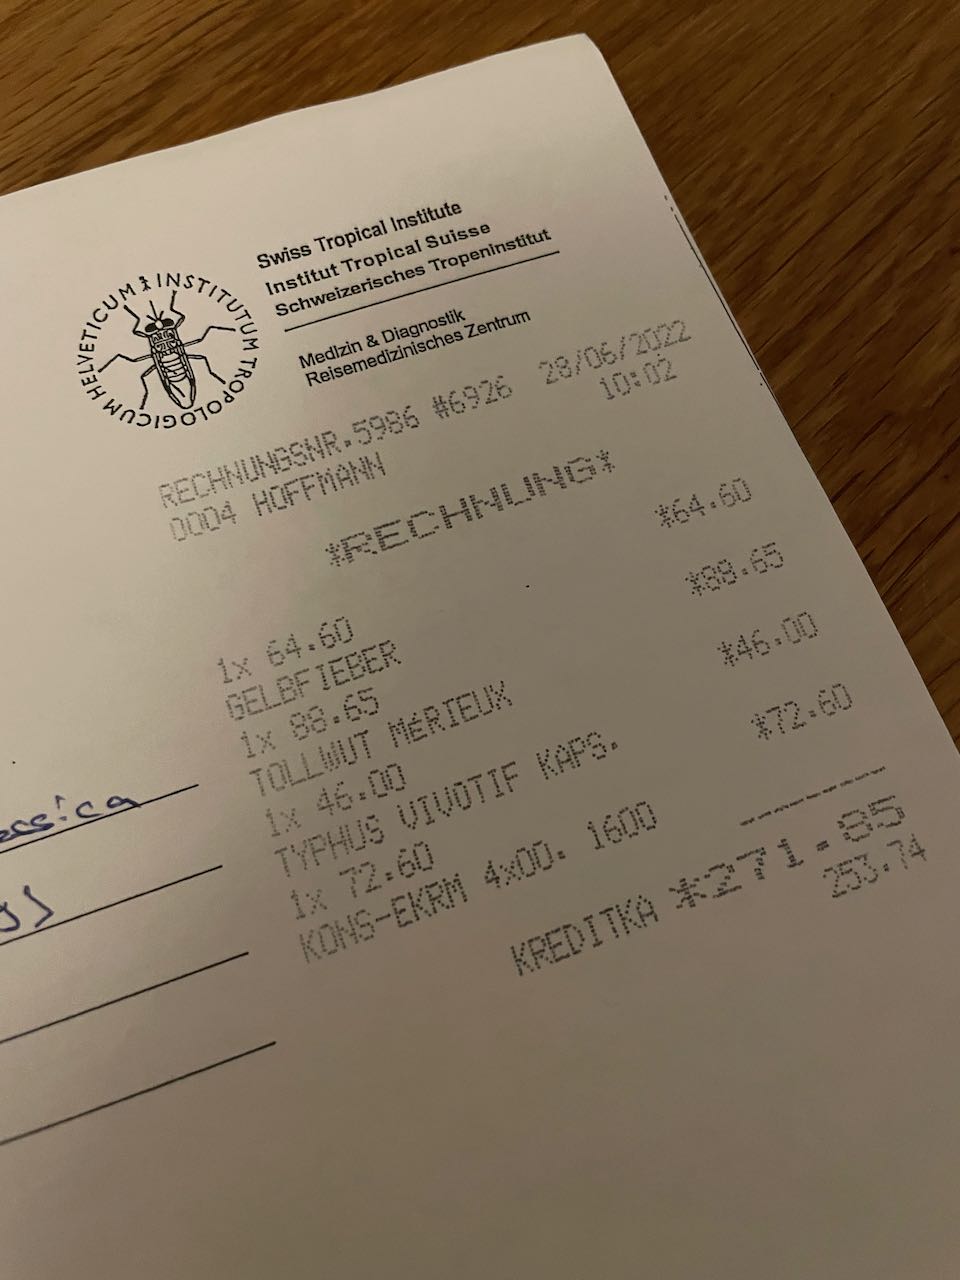 HELVETICUM INSTITUTUM TROPOLOGICUM
Swiss Tropical Institute
Institut Tropical Suisse
Schweizerisches Tropeninstitut
Medizin & Diagnostik
Reisemedizinisches Zentrum
RECHNUNGSNR.5986 #6926 28/06/2022
0004 HOFFMANN 10:02
*RECHNUNG*
*64.60
1x 64.60
GELBFIEBER *88.65
1x 88.65
TOLLWUT MéRIEUX *46.00
1x 46.00
TYPHUS VIVOTIF KAPS. *72.60
1x 72.60
KONS-EKRM 4x00. 1600
*271.85
KREDITKA 253.74